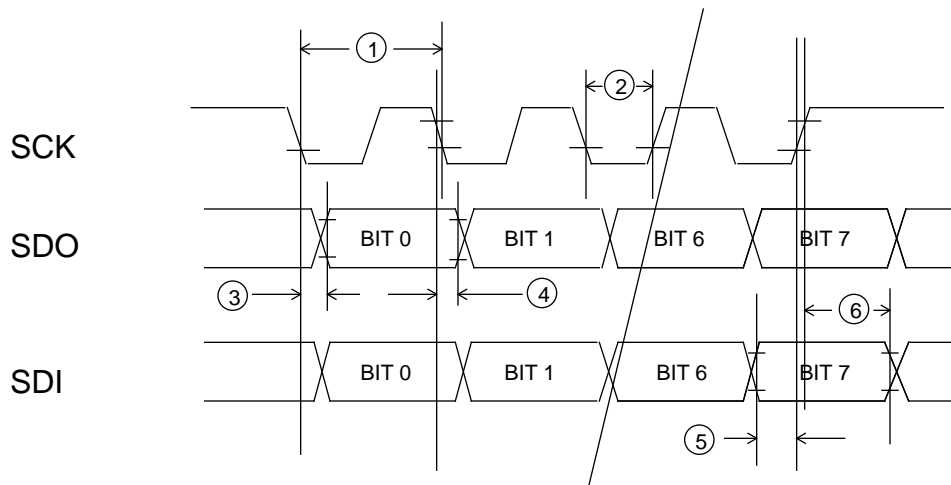 ① 
②
SCK
SDO
BIT 0
BIT 1
BIT 6
BIT 7
③
④
⑥
SDI
BIT 0
BIT 1
BIT 6
BIT 7
⑤